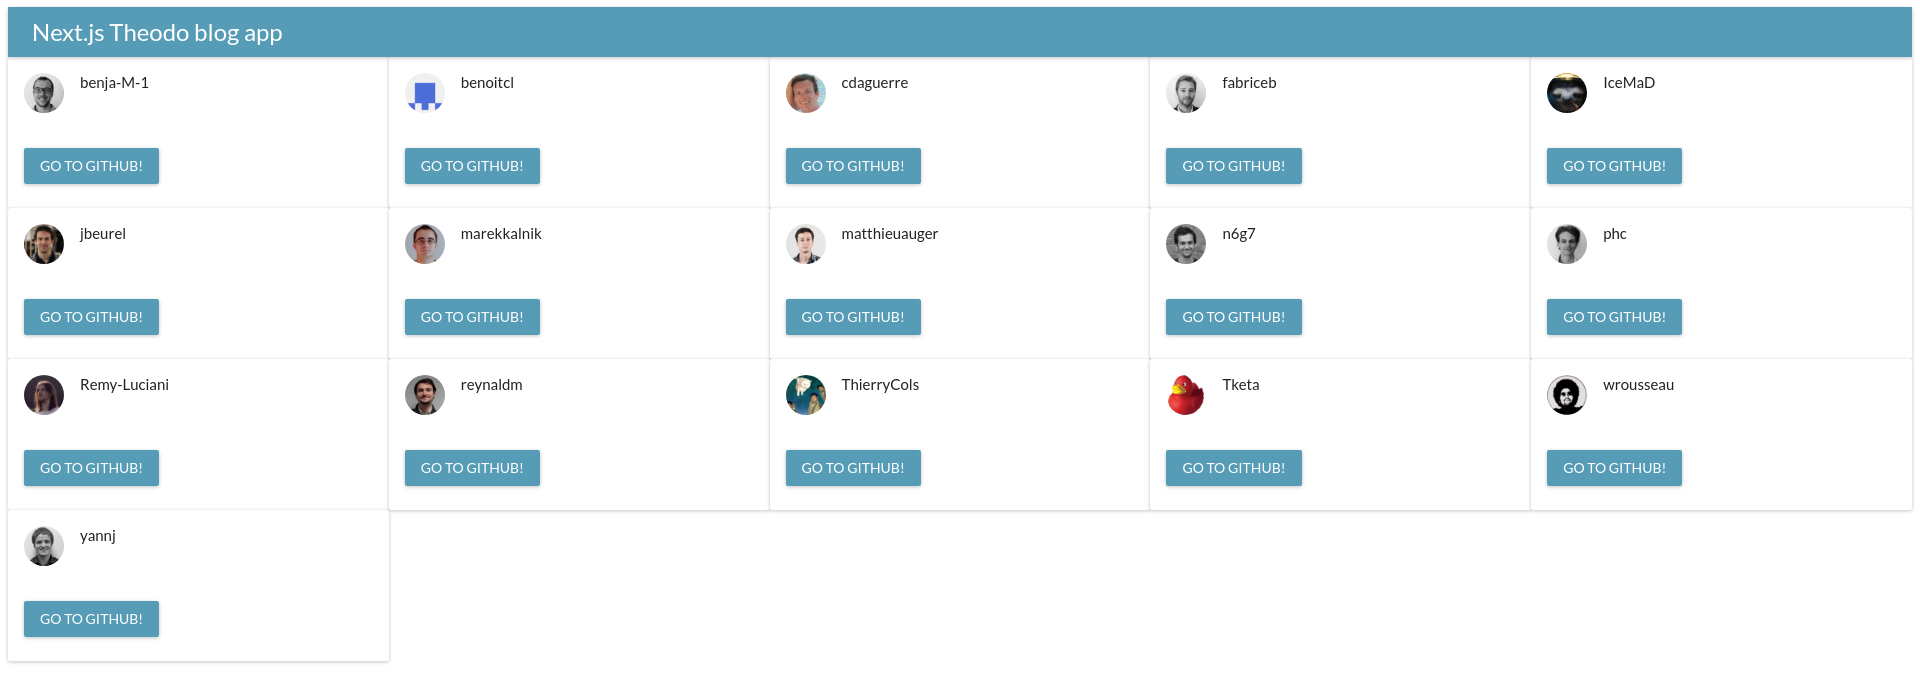 Next.js Theodo blog app
benja-M-1
benoitcl
cdaguerre
fabriceb
IceMaD
GO TO GITHUB!
GO TO GITHUB!
GO TO GITHUB!
GO TO GITHUB!
GO TO GITHUB!
jbeurel
marekkalnik
matthieuauger
n6g7
phc
GO TO GITHUB!
GO TO GITHUB!
GO TO GITHUB!
GO TO GITHUB!
GO TO GITHUB!
Remy-Luciani
reynaldm
ThierryCols
Tketa
wrousseau
GO TO GITHUB!
GO TO GITHUB!
GO TO GITHUB!
GO TO GITHUB!
GO TO GITHUB!
yannj
GO TO GITHUB!